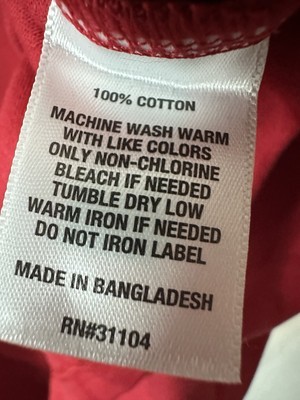 100% COTTON
MACHINE WASH WARM
WITH LIKE COLORS
ONLY NON-CHLORINE
BLEACH IF NEEDED
TUMBLE DRY LOW
WARM IRON IF NEEDED
DO NOT IRON LABEL
MADE IN BANGLADESH
RN#31104